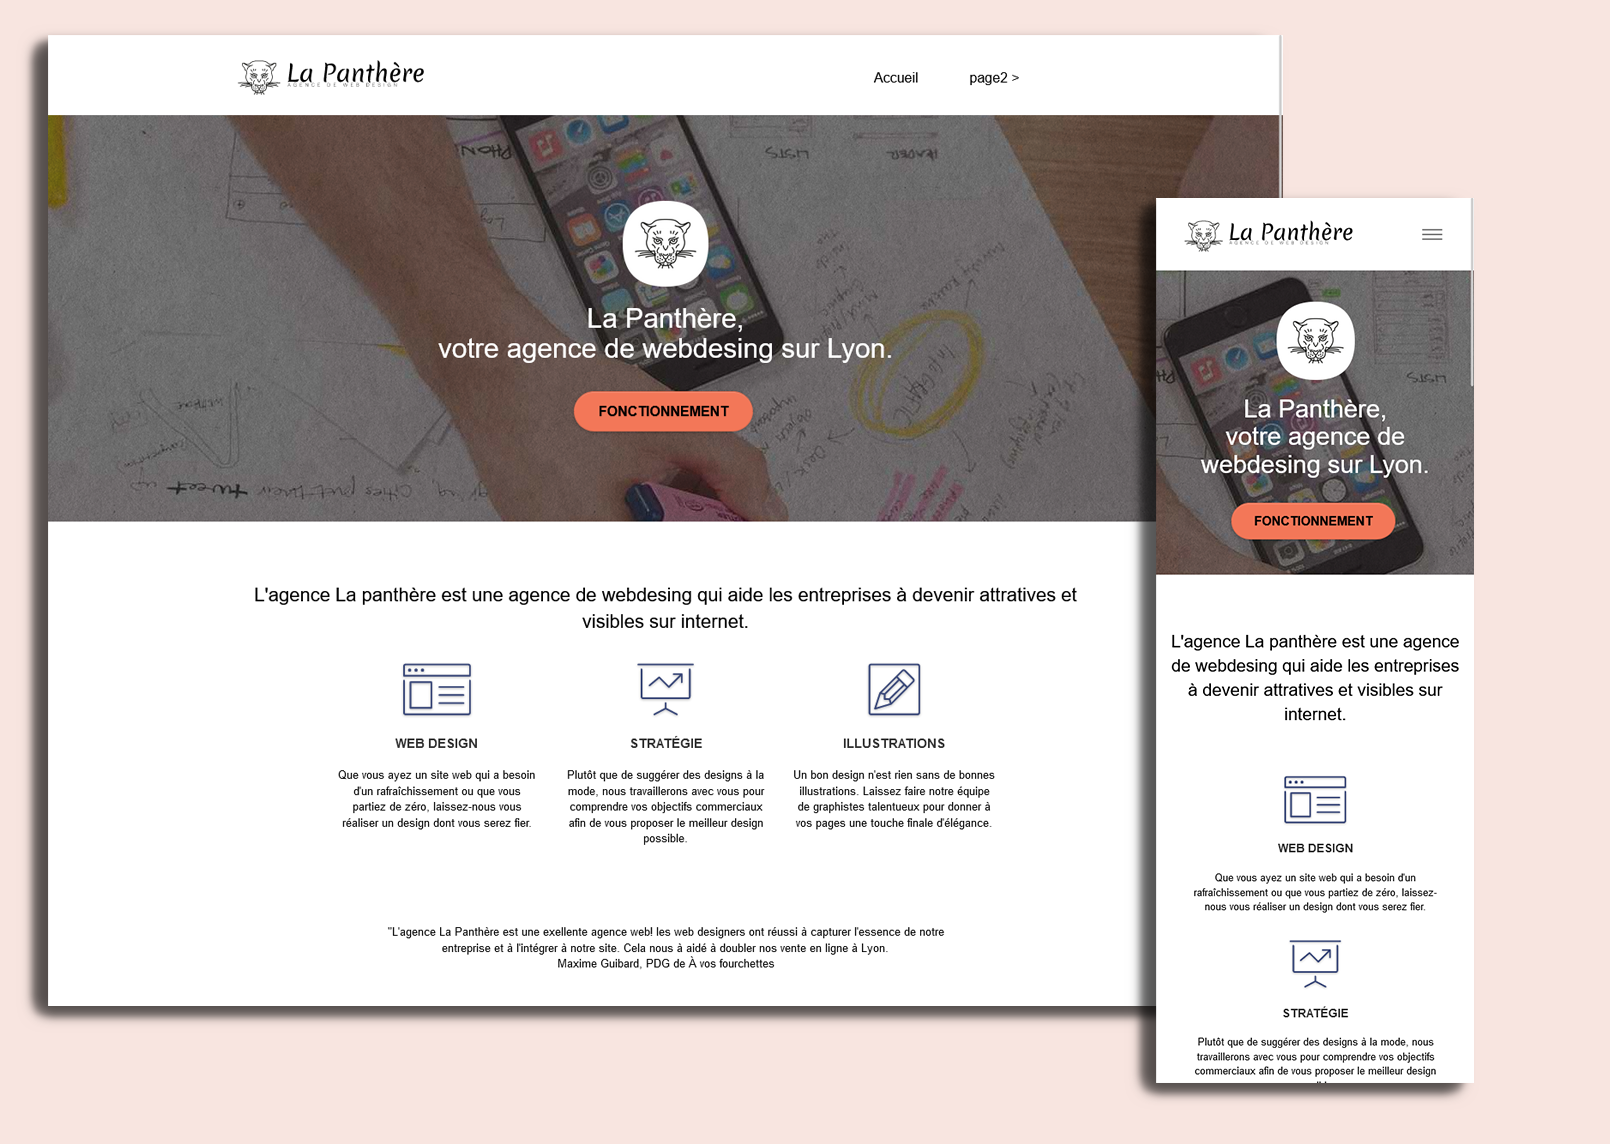 La Panthère
AGENCE DE WEB DESIGN
Accueil
page2 >
LISTS
HEADER
La Panthère,
votre agence de webdesing sur Lyon.
FONCTIONNEMENT
L'agence La panthère est une agence de webdesing qui aide les entreprises à devenir attratives et
visibles sur internet.
WEB DESIGN
Que vous ayez un site web qui a besoin
d'un rafraîchissement ou que vous
partiez de zéro, laissez-nous vous
réaliser un design dont vous serez fier.
STRATÉGIE
Plutôt que de suggérer des designs à la
mode, nous travaillerons avec vous pour
comprendre vos objectifs commerciaux
afin de vous proposer le meilleur design
possible.
ILLUSTRATIONS
Un bon design n'est rien sans de bonnes
illustrations. Laissez faire notre équipe
de graphistes talentueux pour donner à
vos pages une touche finale d'élégance.
"L'agence La Panthère est une exellente agence web! les web designers ont réussi à capturer l'essence de notre
entreprise et à l'intégrer à notre site. Cela nous à aidé à doubler nos vente en ligne à Lyon.
Maxime Guibard, PDG de À vos fourchettes
La Panthère
AGENCE DE WEB DESIGN
LISTS
La Panthère,
votre agence de
webdesing sur Lyon.
FONCTIONNEMENT
L'agence La panthère est une agence
de webdesing qui aide les entreprises
à devenir attratives et visibles sur
internet.
WEB DESIGN
Que vous ayez un site web qui a besoin d'un
rafraîchissement ou que vous partiez de zéro, laissez-
nous vous réaliser un design dont vous serez fier.
STRATÉGIE
Plutôt que de suggérer des designs à la mode, nous
travaillerons avec vous pour comprendre vos objectifs
commerciaux afin de vous proposer le meilleur design